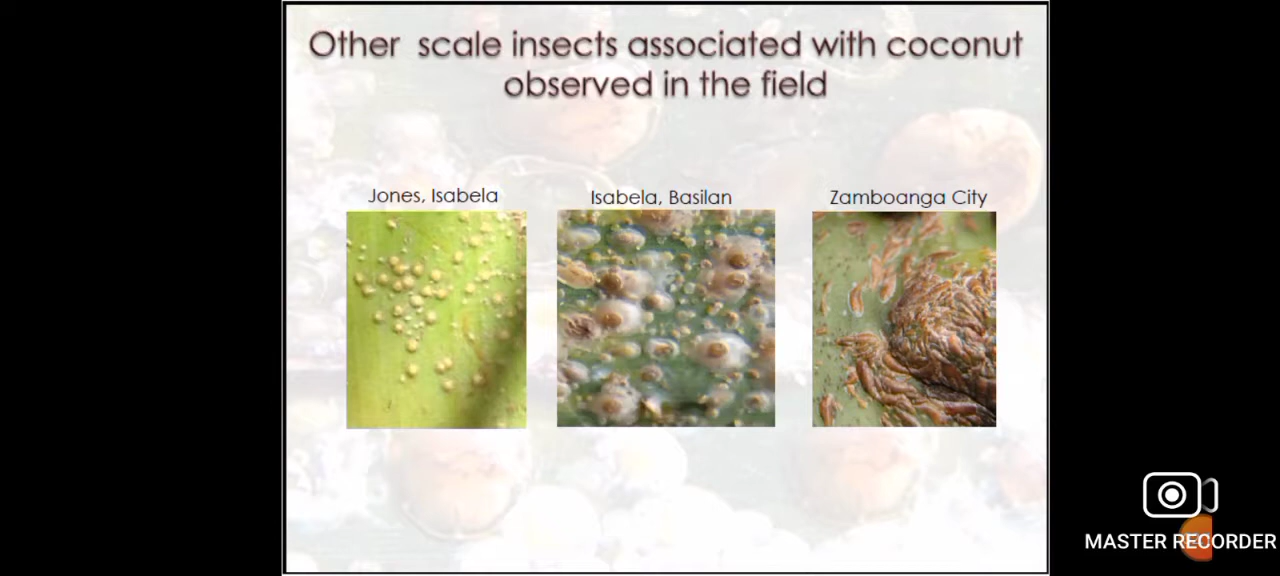 Other scale insects associated with coconut
observed in the field
Jones, Isabela
Isabela, Basilan
Zamboanga City
MASTER RECORDER